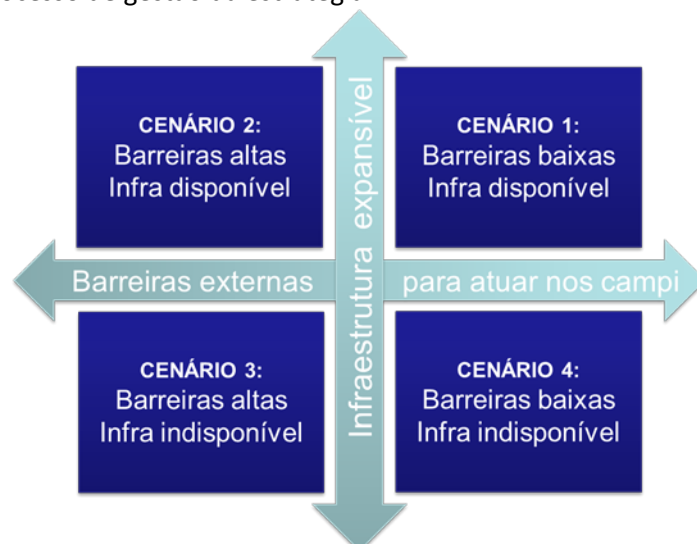 CENÁRIO 2:
Barreiras altas
Infra disponível
CENÁRIO 1:
Barreiras baixas
Infra disponível
Infraestrutura expansível
Barreiras externas
para atuar nos campi
CENÁRIO 3:
Barreiras altas
Infra indisponível
CENÁRIO 4:
Barreiras baixas
Infra indisponível